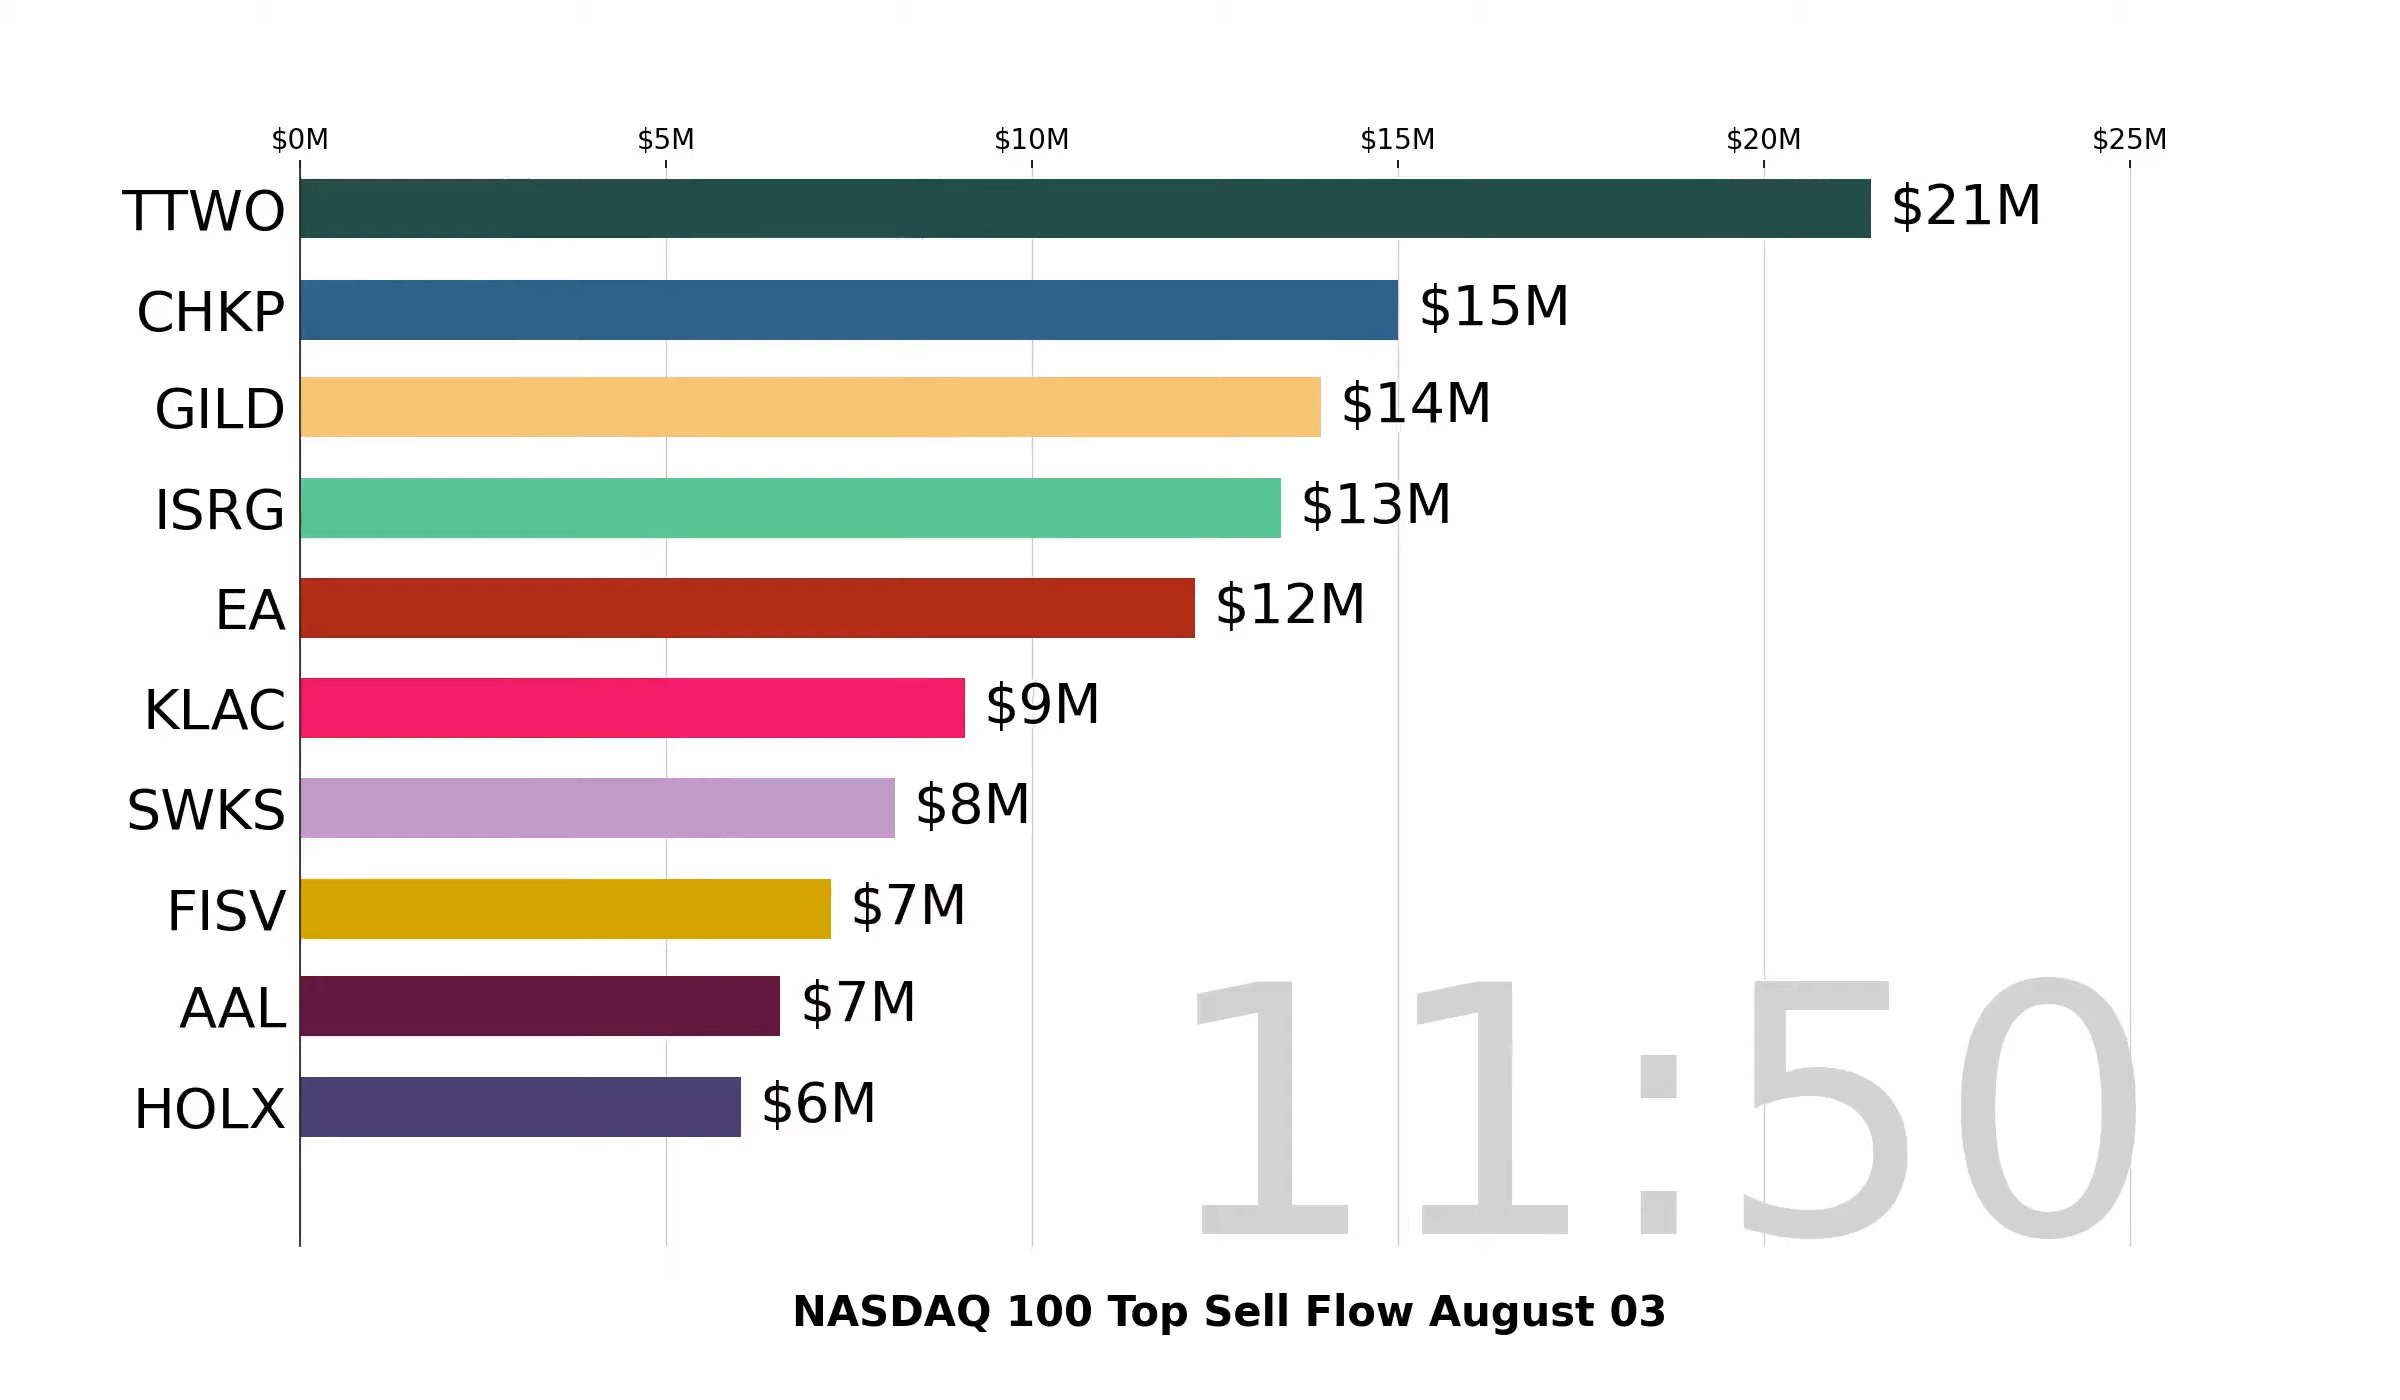 $0M $5M $10M $15M $20M $25M
TTWO $21M
CHKP $15M
GILD $14M
ISRG $13M
EA $12M
KLAC $9M
SWKS $8M
FISV $7M
AAL $7M
HOLX $6M
11:50
NASDAQ 100 Top Sell Flow August 03